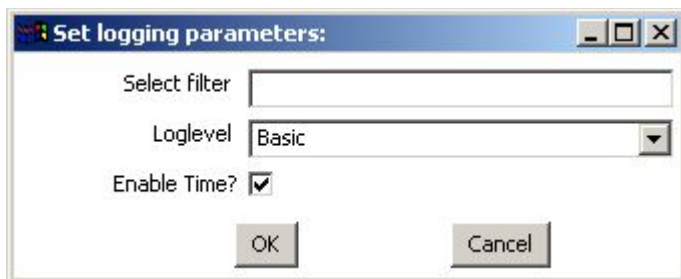 Set logging parameters:
Select filter
Loglevel Basic
Enable Time?
OK Cancel